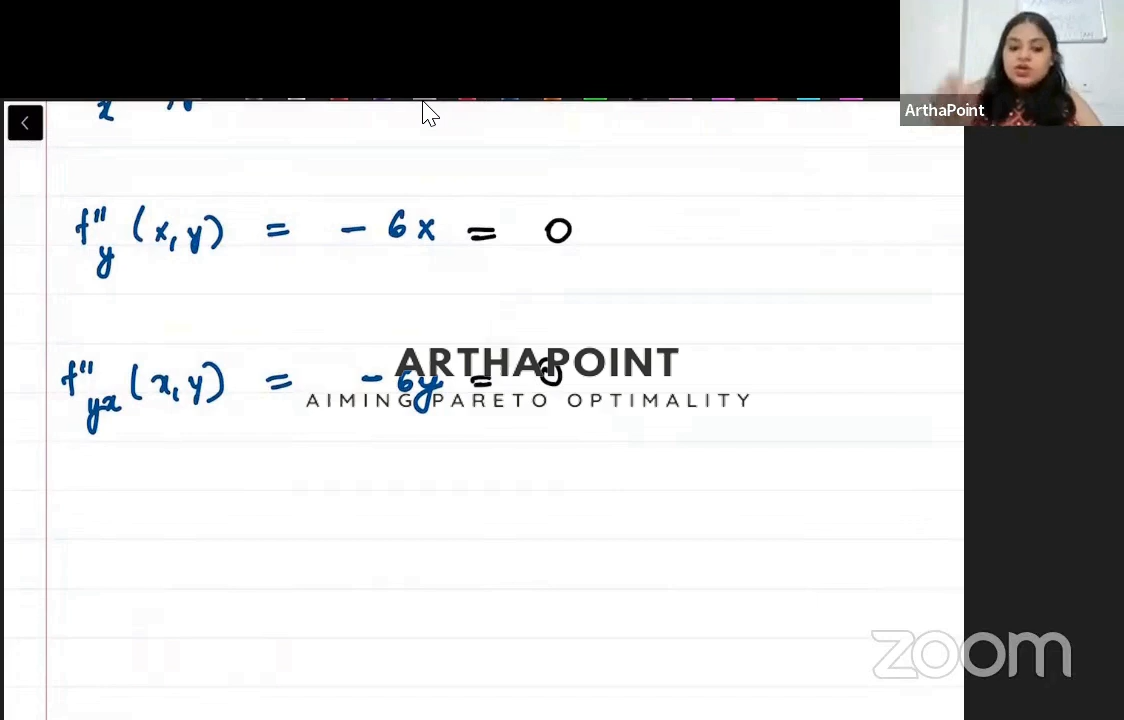 ArthaPoint
f''y (x, y) = - 6x = 0
f''yx (x, y) = - 6y = 0
ARTHAPOINT
AIMING PARETO OPTIMALITY
zoom